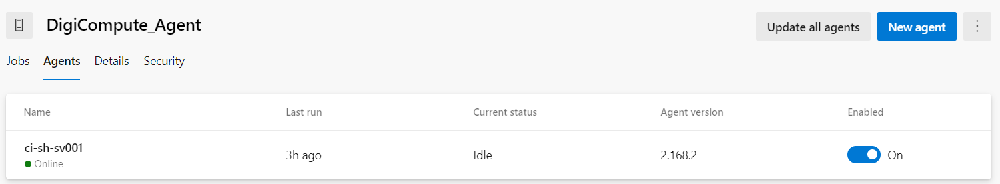 DigiCompute_Agent
Update all agents
New agent
Jobs Agents Details Security
Name Last run Current status Agent version Enabled
ci-sh-sv001
Online
3h ago Idle 2.168.2 On